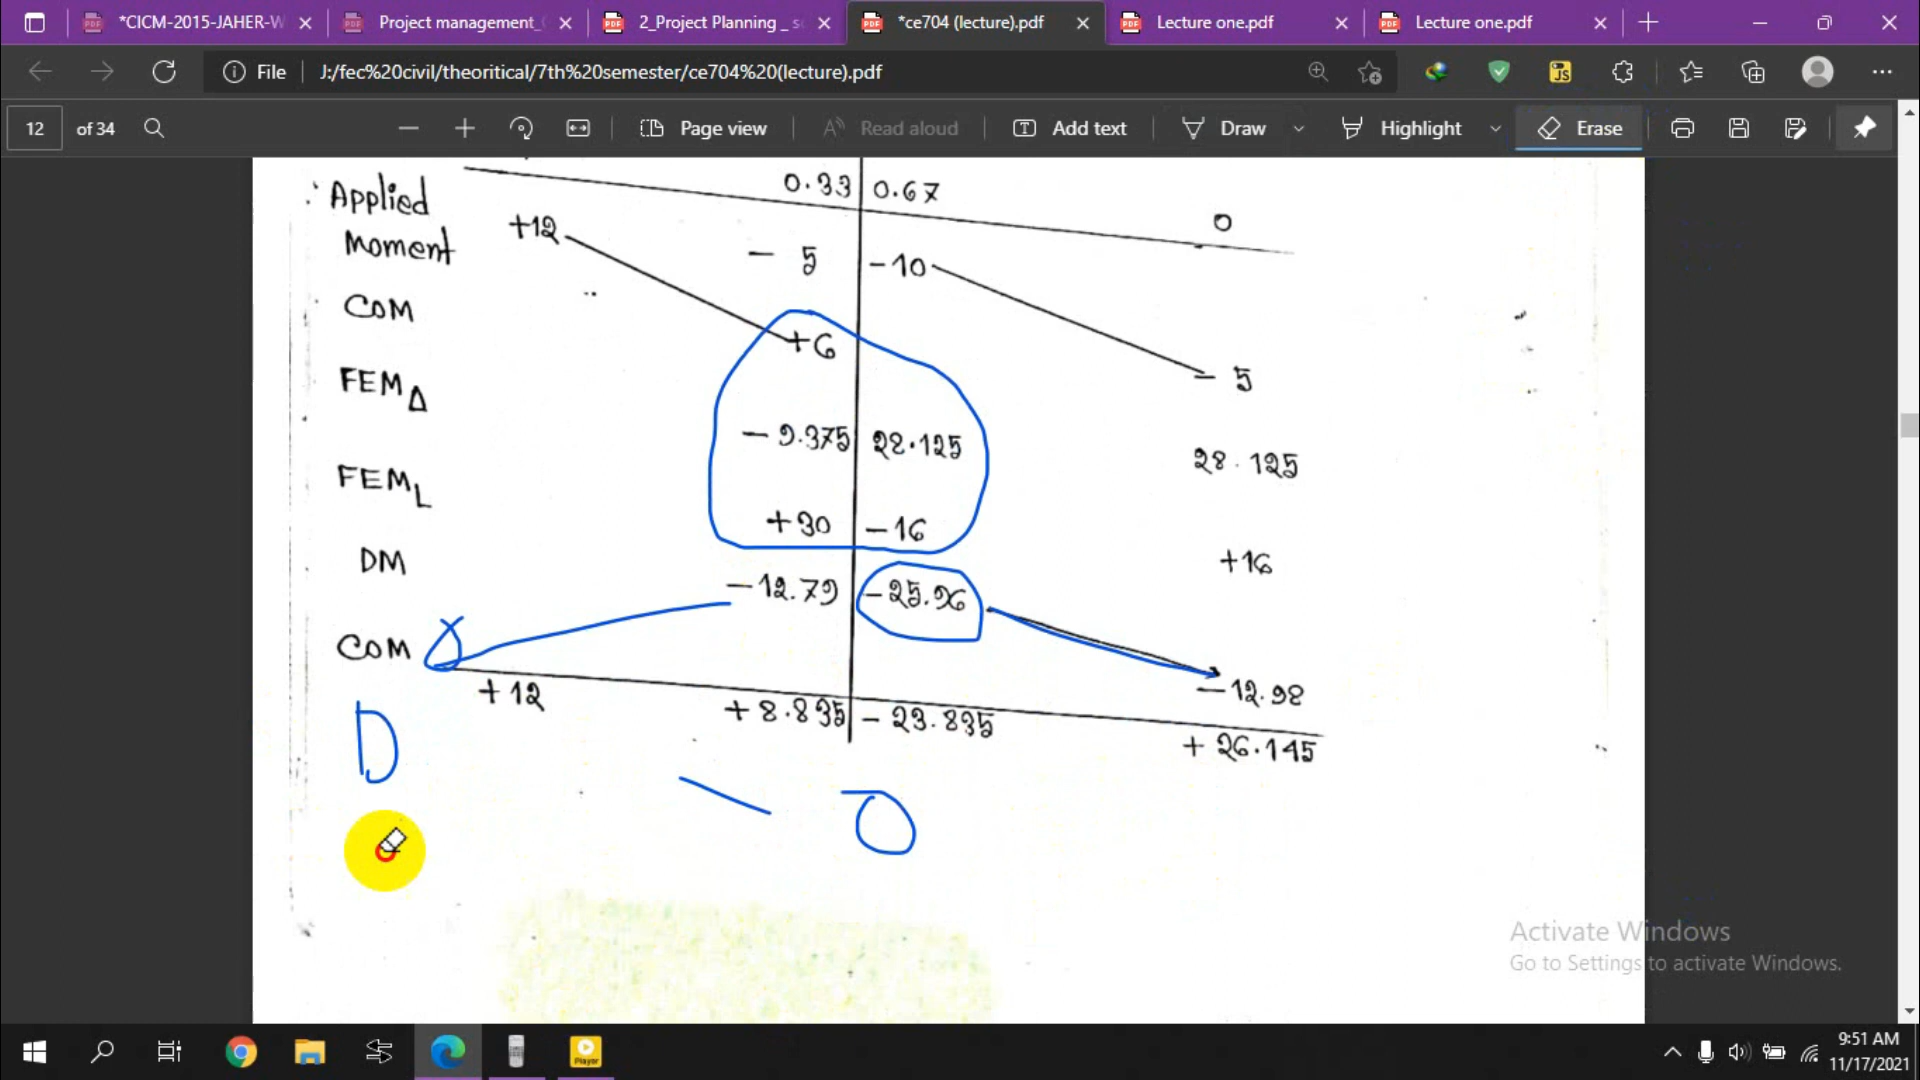 *CICM-2015-JAHER-W
Project management_
2_Project Planning _ s
*ce704 (lecture).pdf
Lecture one.pdf
Lecture one.pdf
File
J:/fec%20civil/theoritical/7th%20semester/ce704%20(lecture).pdf
12
of 34
Page view
Read aloud
Add text
Draw
Highlight
Erase
0.33 0.67
∴ Applied
Moment
+12
- 5
-10
0
COM
+6
- 5
FEM Δ
- 9.375
28.125
28.125
FEM L
+30
-16
+16
DM
-12.79
-25.96
COM
-12.98
+12
+8.835
-23.835
+26.145
D
Activate Windows
Go to Settings to activate Windows.
9:51 AM
11/17/2021